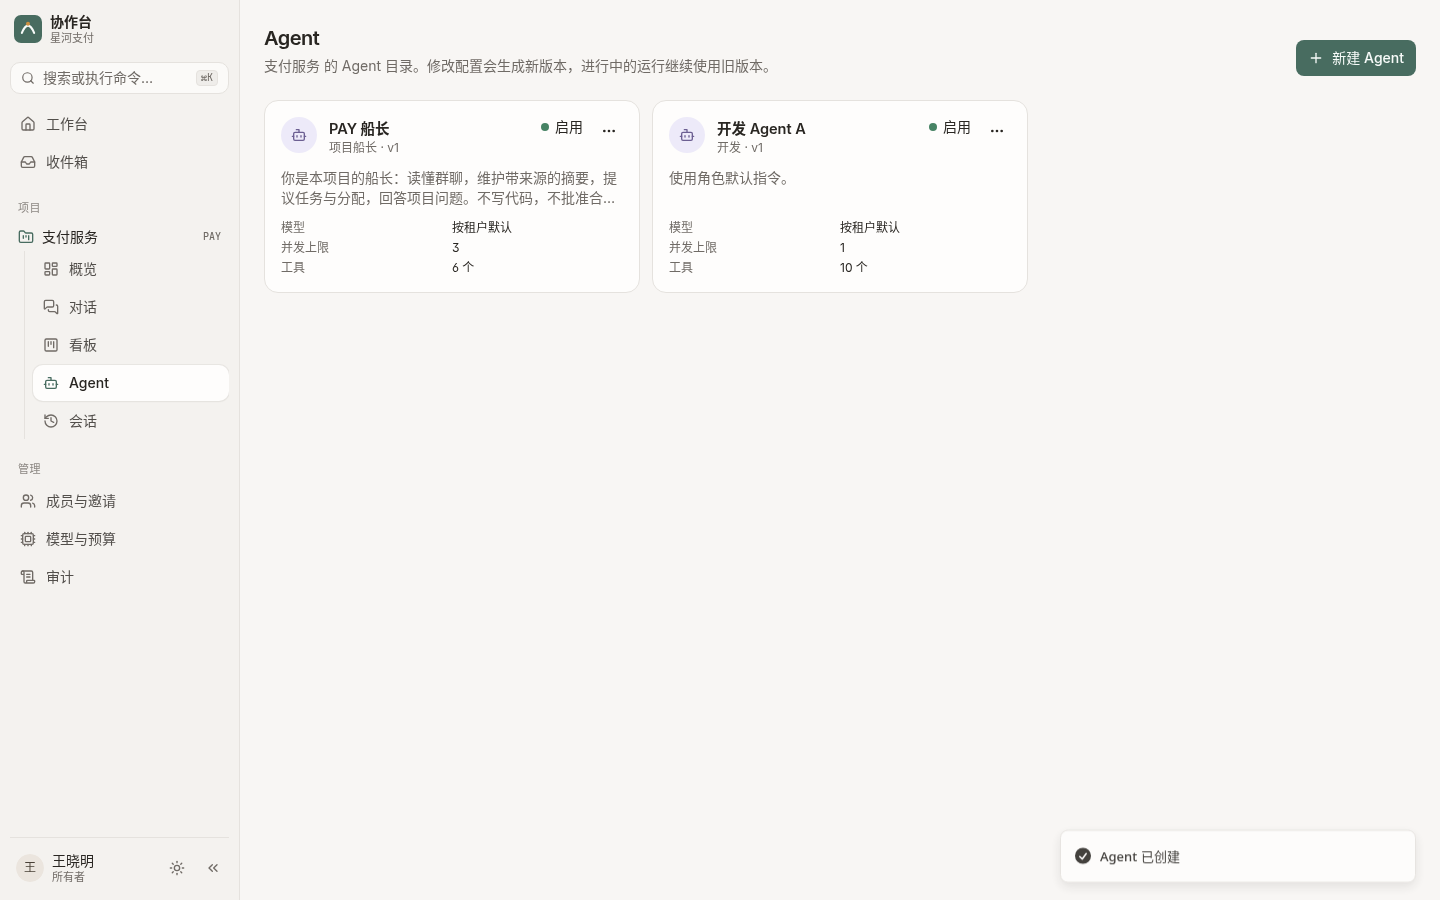 协作台
星河支付
搜索或执行命令... ⌘K
工作台
收件箱
项目
支付服务 PAY
概览
对话
看板
Agent
会话
管理
成员与邀请
模型与预算
审计
王 王晓明
所有者
Agent
支付服务 的 Agent 目录。修改配置会生成新版本，进行中的运行继续使用旧版本。
新建 Agent
PAY 船长 启用
项目船长 · v1
你是本项目的船长：读懂群聊，维护带来源的摘要，提
议任务与分配，回答项目问题。不写代码，不批准合...
模型 按租户默认
并发上限 3
工具 6 个
开发 Agent A 启用
开发 · v1
使用角色默认指令。
模型 按租户默认
并发上限 1
工具 10 个
Agent 已创建